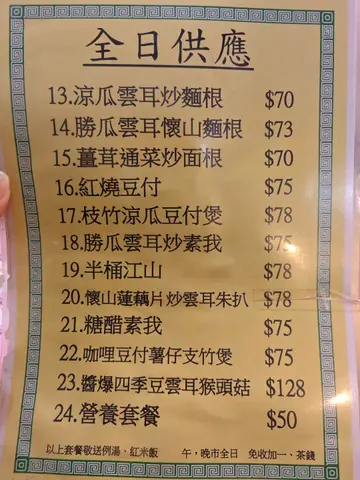 全日供應
13.涼瓜雲耳炒麵根 $70
14.勝瓜雲耳懷山麵根 $73
15.薑茸通菜炒面根 $70
16.紅燒豆付 $75
17.枝竹涼瓜豆付煲 $78
18.勝瓜雲耳炒素我 $75
19.半桶江山 $78
20.懷山蓮藕片炒雲耳朱扒 $78
21.糖醋素我 $75
22.咖哩豆付薯仔支竹煲 $75
23.醬爆四季豆雲耳猴頭菇 $128
24.營養套餐 $50
以上套餐敬送例湯、紅米飯 午，晚市全日 免收加一、茶錢